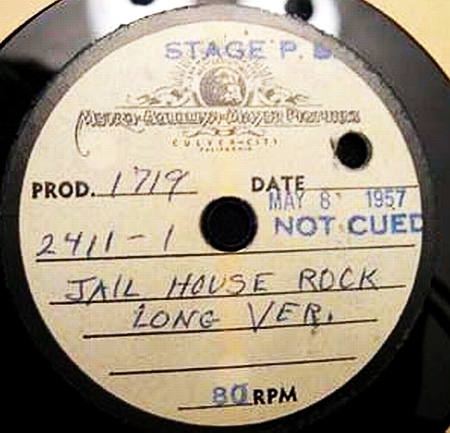 STAGE P. B
Metro-Goldwyn-Mayer Pictures
CULVER-CITY
CALIFORNIA
PROD. 1719 DATE MAY 8 1957
2411-1 NOT CUED
JAIL HOUSE ROCK
LONG VER.
80 RPM